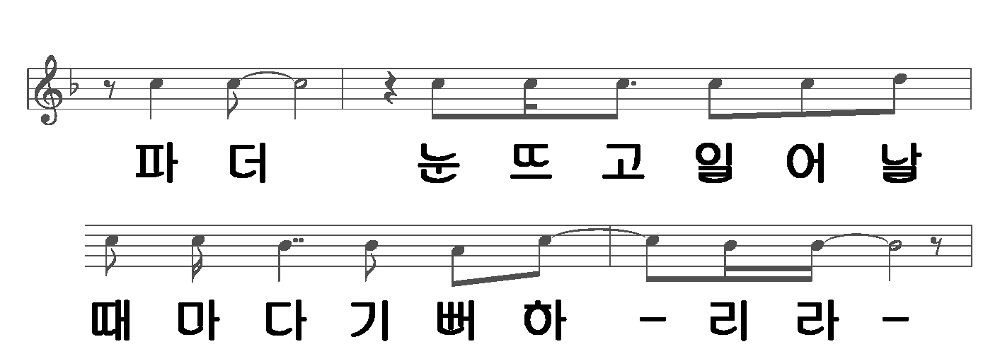 파 더 눈 뜨 고 일 어 날
때 마 다 기 뻐 하 - 리 라 -